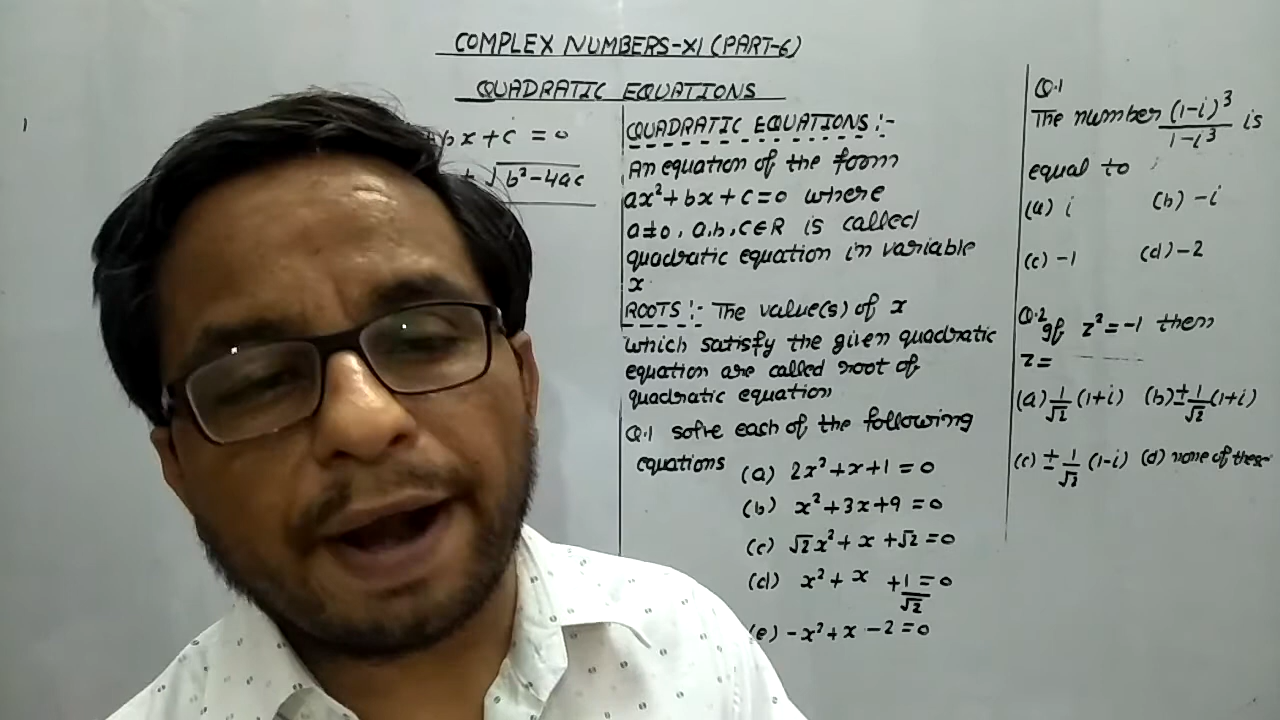 COMPLEX NUMBERS-XI (PART-6)
QUADRATIC EQUATIONS
bx + c = 0
± √b²-4ac
QUADRATIC EQUATIONS :-
An equation of the form
ax² + bx + c = 0 where
a≠0, a,b,c∈R is called
quadratic equation in variable
x
ROOTS :- The value(s) of x
which satisfy the given quadratic
equation are called root of
quadratic equation
Q.1 solve each of the following
equations
(a) 2x² + x + 1 = 0
(b) x² + 3x + 9 = 0
(c) √2x² + x + √2 = 0
(d) x² + x + 1/√2 = 0
(e) -x² + x - 2 = 0
Q.1
The number (1-i)³/1-i³ is
equal to
(a) i (b) -i
(c) -1 (d) -2
Q.2 If z² = -1 then
z =
(a) 1/√2 (1+i) (b) ± 1/√2 (1+i)
(c) ± 1/√2 (1-i) (d) none of these